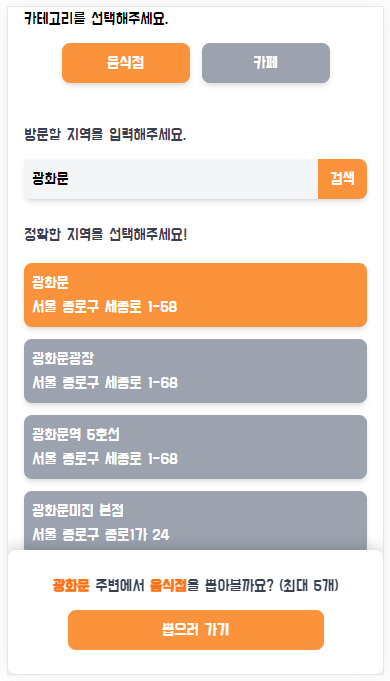 카테고리를 선택해주세요.
음식점 카페
방문할 지역을 입력해주세요.
광화문 검색
정확한 지역을 선택해주세요!
광화문
서울 종로구 세종로 1-58
광화문광장
서울 종로구 세종로 1-68
광화문역 5호선
서울 종로구 세종로 1-68
광화문미진 본점
서울 종로구 종로1가 24
광화문 주변에서 음식점을 뽑아볼까요? (최대 5개)
뽑으러 가기